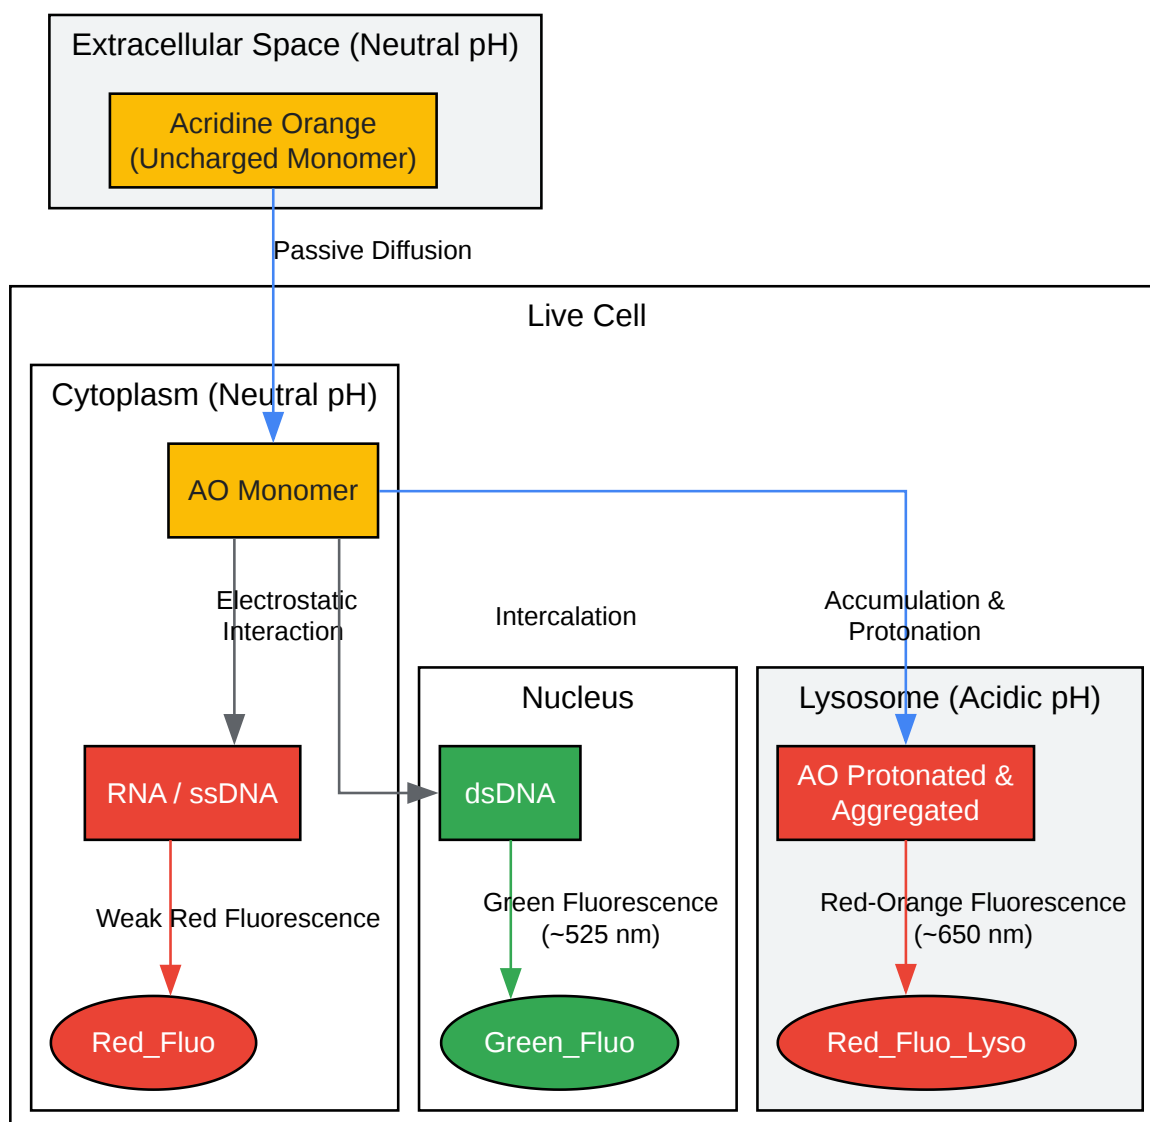 Extracellular Space (Neutral pH)
Acridine Orange
(Uncharged Monomer)
Passive Diffusion
Live Cell
Cytoplasm (Neutral pH)
AO Monomer
Electrostatic
Interaction
Intercalation
Accumulation &
Protonation
Nucleus
Lysosome (Acidic pH)
RNA / ssDNA
dsDNA
AO Protonated &
Aggregated
Weak Red Fluorescence
Green Fluorescence
(~525 nm)
Red-Orange Fluorescence
(~650 nm)
Red_Fluo
Green_Fluo
Red_Fluo_Lyso